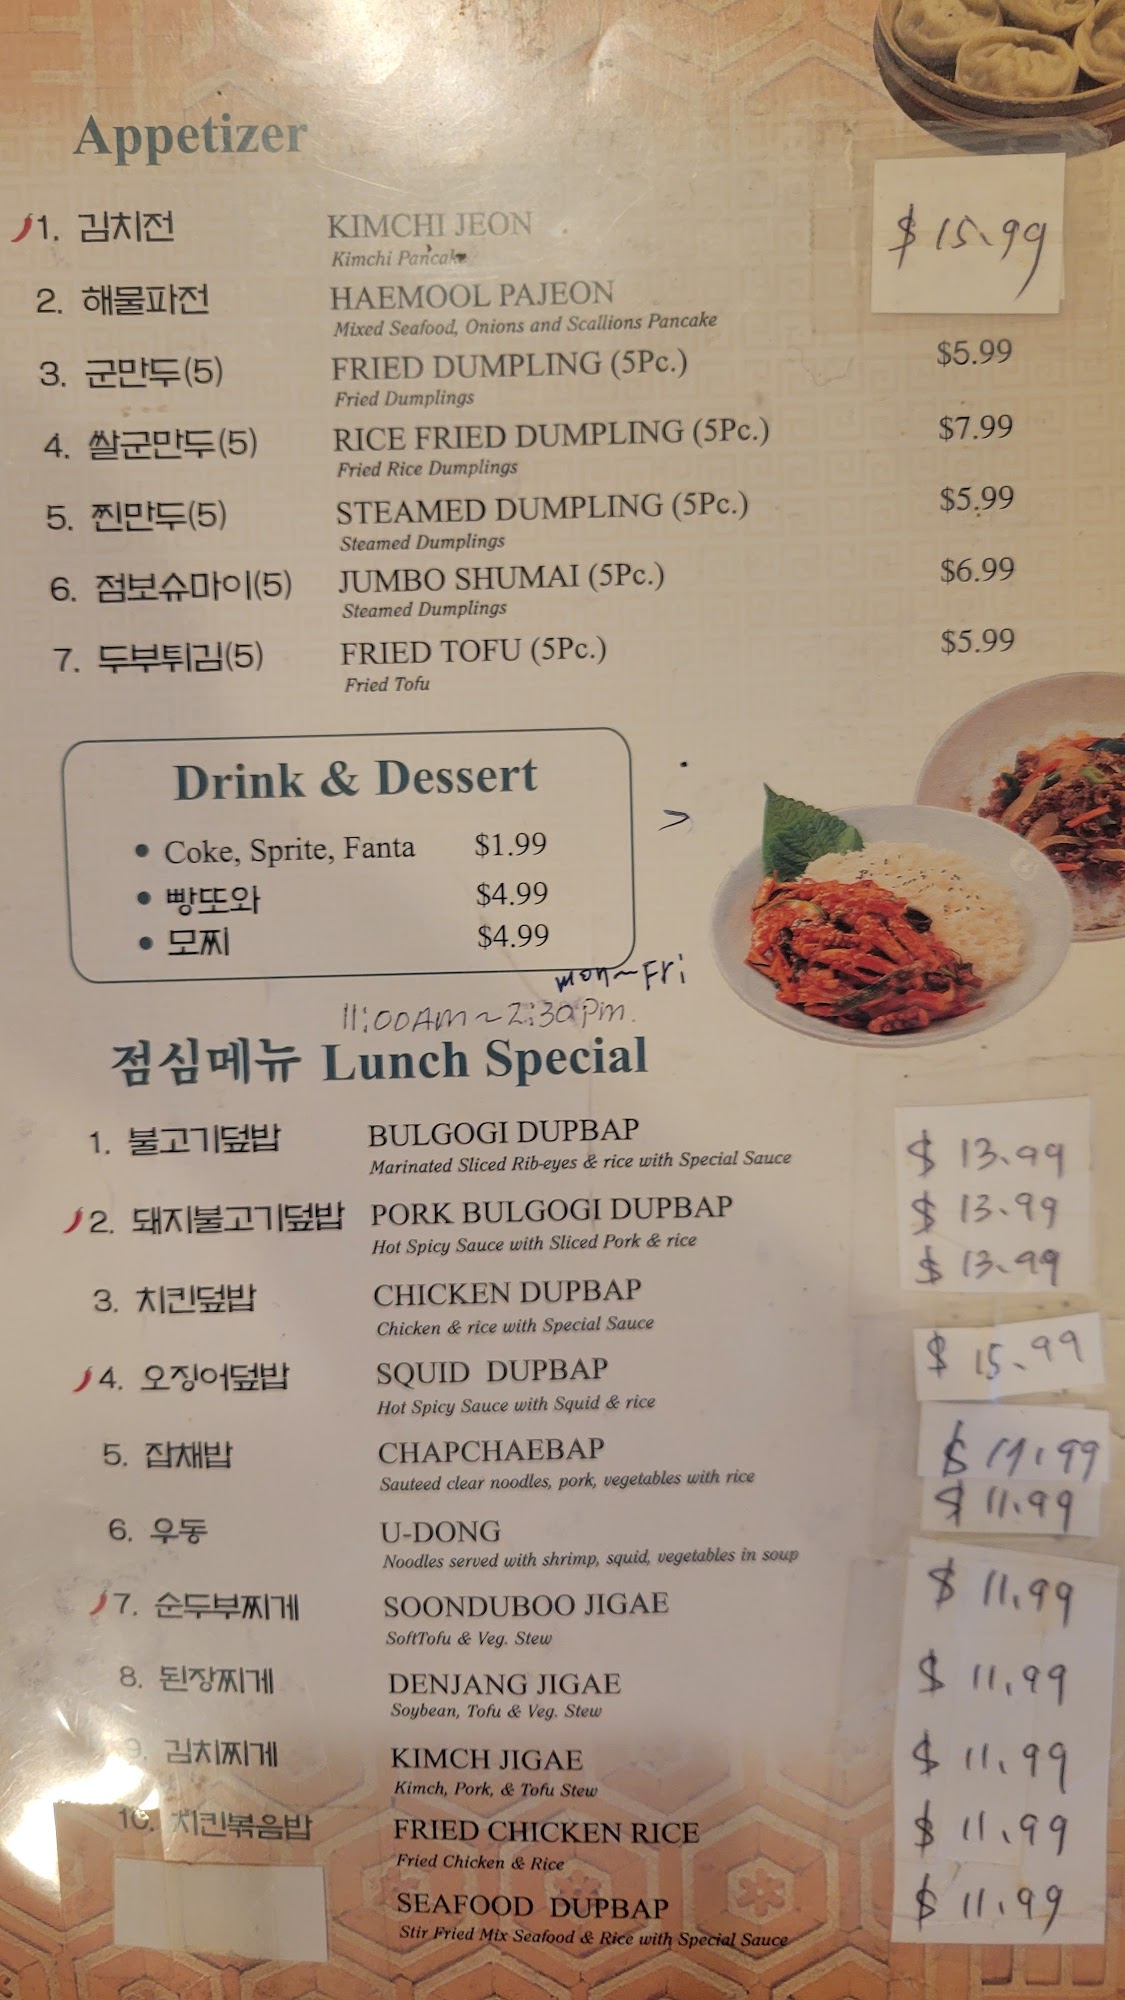 Appetizer
1. 김치전 KIMCHI JEON $15.99
Kimchi Pancake
2. 해물파전 HAEMOOL PAJEON
Mixed Seafood, Onions and Scallions Pancake
3. 군만두(5) FRIED DUMPLING (5Pc.) $5.99
Fried Dumplings
4. 쌀군만두(5) RICE FRIED DUMPLING (5Pc.) $7.99
Fried Rice Dumplings
5. 찐만두(5) STEAMED DUMPLING (5Pc.) $5.99
Steamed Dumplings
6. 점보슈마이(5) JUMBO SHUMAI (5Pc.) $6.99
Steamed Dumplings
7. 두부튀김(5) FRIED TOFU (5Pc.) $5.99
Fried Tofu
Drink & Dessert
• Coke, Sprite, Fanta $1.99
• 빵또와 $4.99
• 모찌 $4.99
mon~Fri
11:00Am~2:30Pm.
점심메뉴 Lunch Special
1. 불고기덮밥 BULGOGI DUPBAP $13.99
Marinated Sliced Rib-eyes & rice with Special Sauce
2. 돼지불고기덮밥 PORK BULGOGI DUPBAP $13.99
Hot Spicy Sauce with Sliced Pork & rice
3. 치킨덮밥 CHICKEN DUPBAP $13.99
Chicken & rice with Special Sauce
4. 오징어덮밥 SQUID DUPBAP $15.99
Hot Spicy Sauce with Squid & rice
5. 잡채밥 CHAPCHAEBAP $11.99
Sauteed clear noodles, pork, vegetables with rice
6. 우동 U-DONG $11.99
Noodles served with shrimp, squid, vegetables in soup
7. 순두부찌게 SOONDUBOO JIGAE $11.99
SoftTofu & Veg. Stew
8. 된장찌게 DENJANG JIGAE $11.99
Soybean, Tofu & Veg. Stew
9. 김치찌게 KIMCH JIGAE $11.99
Kimch, Pork, & Tofu Stew
10. 치킨볶음밥 FRIED CHICKEN RICE $11.99
Fried Chicken & Rice
SEAFOOD DUPBAP $11.99
Stir Fried Mix Seafood & Rice with Special Sauce